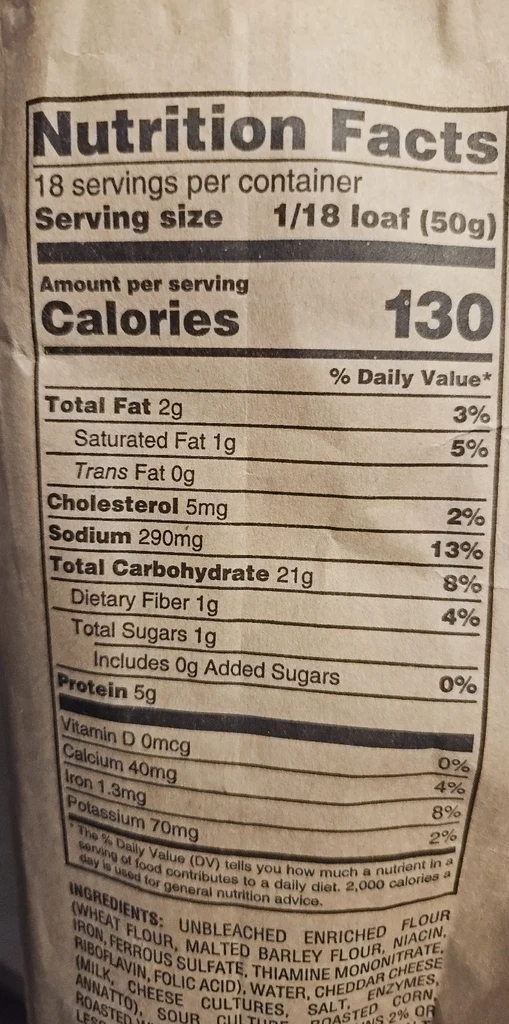 Nutrition Facts
18 servings per container
Serving size 1/18 loaf (50g)
Amount per serving
Calories 130
% Daily Value*
Total Fat 2g 3%
Saturated Fat 1g 5%
Trans Fat 0g
Cholesterol 5mg 2%
Sodium 290mg 13%
Total Carbohydrate 21g 8%
Dietary Fiber 1g 4%
Total Sugars 1g
Includes 0g Added Sugars 0%
Protein 5g
Vitamin D 0mcg 0%
Calcium 40mg 4%
Iron 1.3mg 8%
Potassium 70mg 2%
*The % Daily Value (DV) tells you how much a nutrient in a
serving of food contributes to a daily diet. 2,000 calories a
day is used for general nutrition advice.
INGREDIENTS: UNBLEACHED ENRICHED FLOUR
(WHEAT FLOUR, MALTED BARLEY FLOUR, NIACIN,
IRON, FERROUS SULFATE, THIAMINE MONONITRATE,
RIBOFLAVIN, FOLIC ACID), WATER, CHEDDAR CHEESE
(MILK, CHEESE CULTURES, SALT, ENZYMES,
ANNATTO), SOUR ROASTED CORN,
ROASTED 2% OR